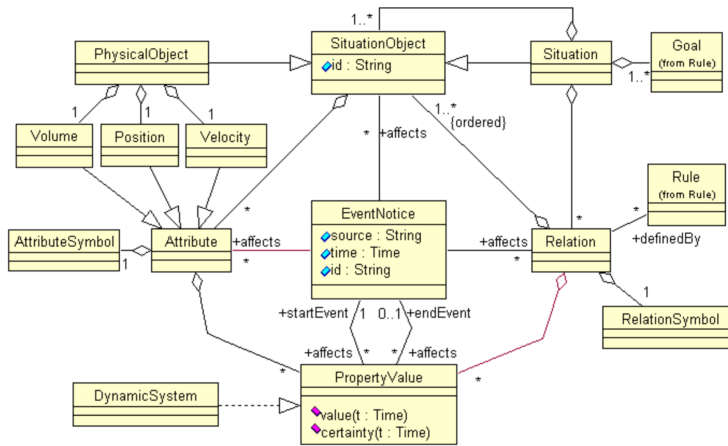 1..*
PhysicalObject
SituationObject
id : String
Situation
Goal
(from Rule)
1..*
1
1
1
Volume
Position
Velocity
1..*
{ordered}
*
+affects
Rule
(from Rule)
*
*
*
+definedBy
AttributeSymbol
1
Attribute
+affects
*
EventNotice
source : String
time : Time
id : String
+affects
*
Relation
1
RelationSymbol
+startEvent
1
0..1
+endEvent
+affects
*
*
+affects
*
*
DynamicSystem
PropertyValue
value(t : Time)
certainty(t : Time)